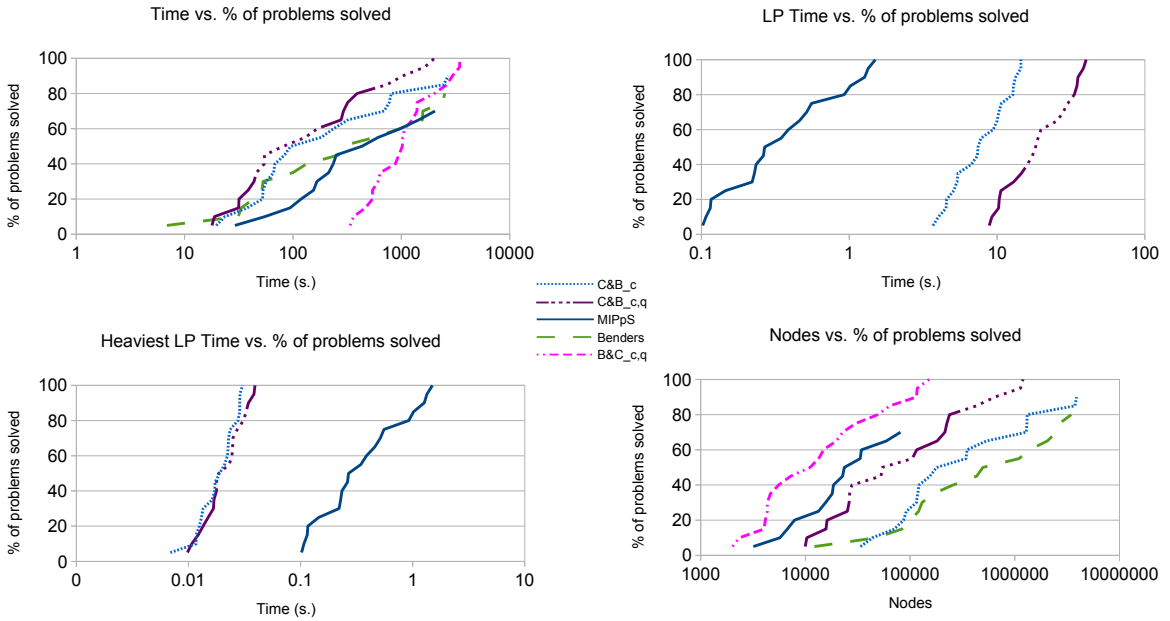 Time vs. % of problems solved
% of problems solved
100
80
60
40
20
0
1
10
100
1000
10000
Time (s.)
LP Time vs. % of problems solved
% of problems solved
100
80
60
40
20
0
0.1
1
10
100
Time (s.)
C&B_c
C&B_c,q
MIPpS
Benders
B&C_c,q
Heaviest LP Time vs. % of problems solved
% of problems solved
100
80
60
40
20
0
0
0.01
0.1
1
10
Time (s.)
Nodes vs. % of problems solved
% of problems solved
100
80
60
40
20
0
1000
10000
100000
1000000
10000000
Nodes